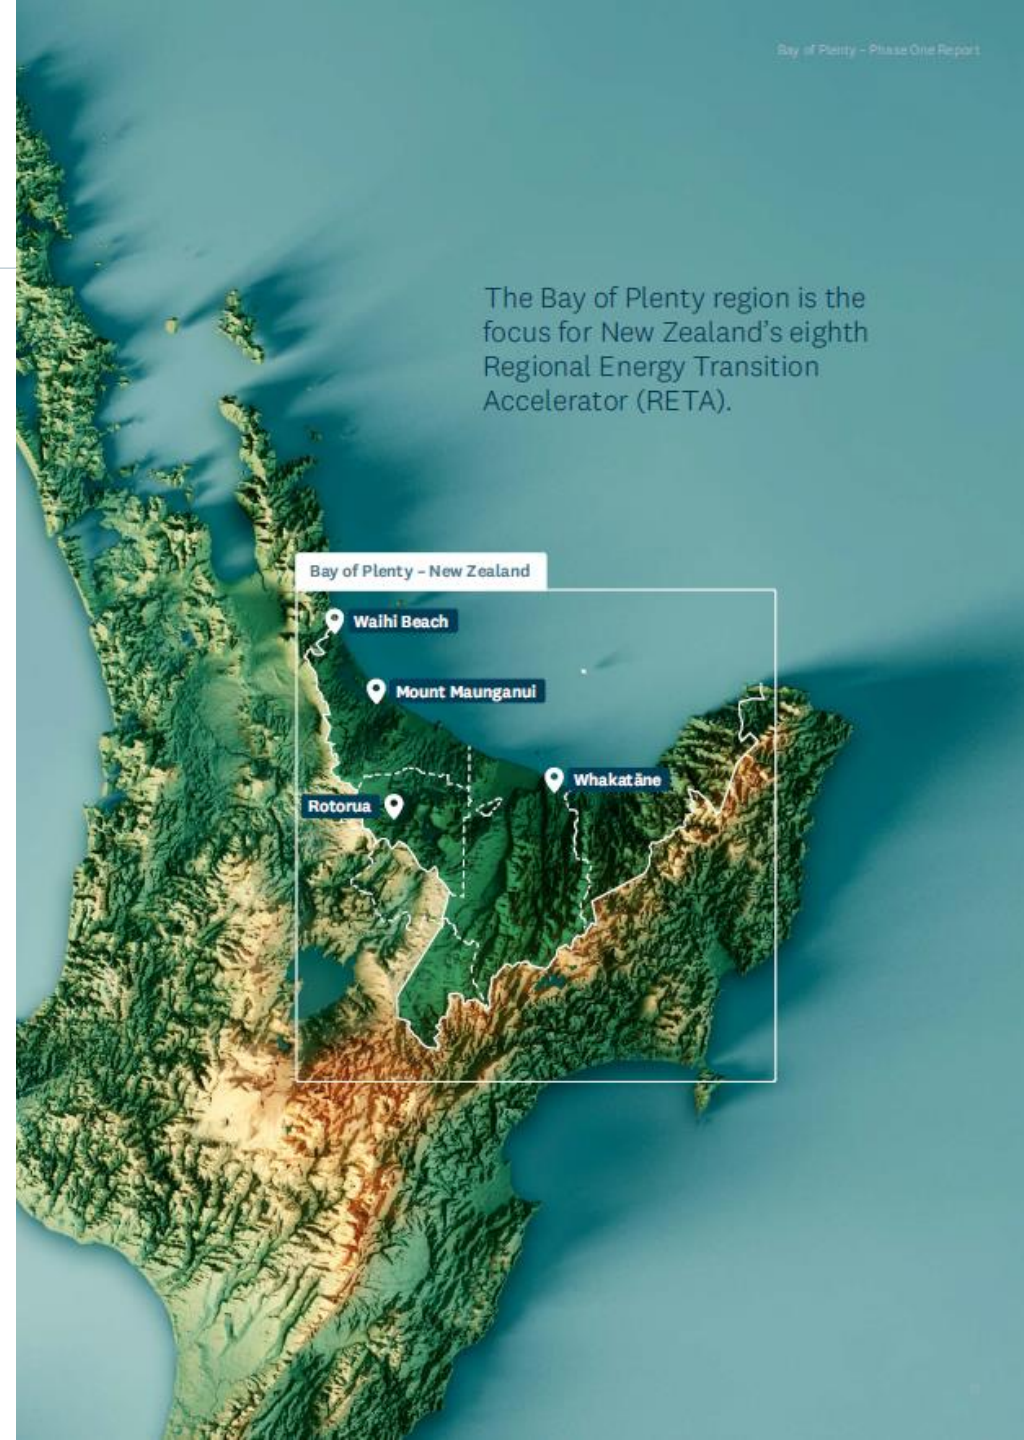 Bay of Plenty – Phase One Report
The Bay of Plenty region is the
focus for New Zealand's eighth
Regional Energy Transition
Accelerator (RETA).
Bay of Plenty – New Zealand
Waihi Beach
Mount Maunganui
Whakatāne
Rotorua